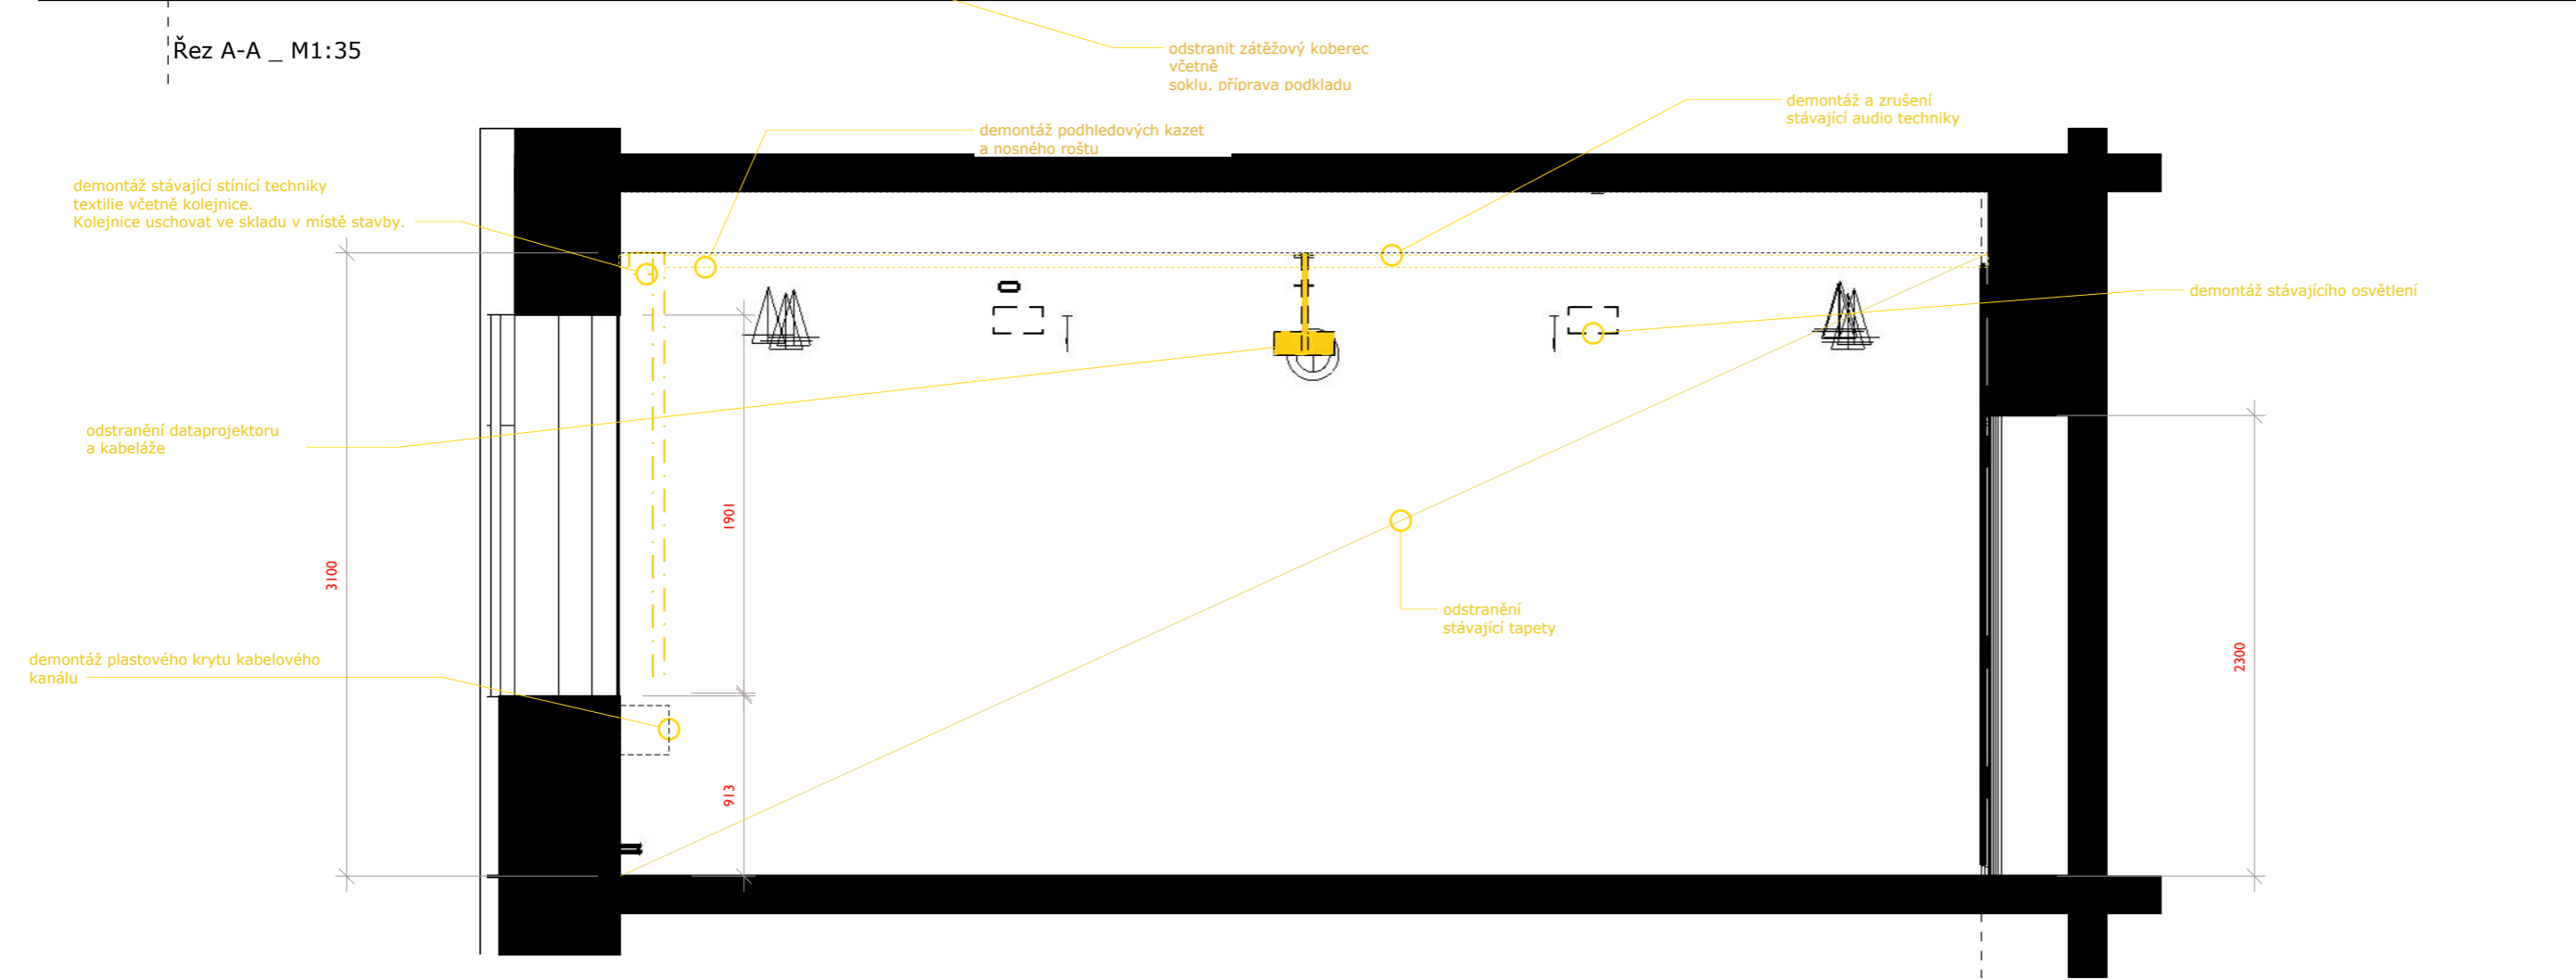 Řez A-A _ M1:35
odstranit zátěžový koberec
včetně
soklu, příprava podkladu
demontáž a zrušení
stávající audio techniky
demontáž podhledových kazet
a nosného roštu
demontáž stávající stínící techniky
textilie včetně kolejnice.
Kolejnice uschovat ve skladu v místě stavby.
demontáž stávajícího osvětlení
odstranění dataprojektoru
a kabeláže
1901
3100
odstranění
stávající tapety
2300
demontáž plastového krytu kabelového
kanálu
913